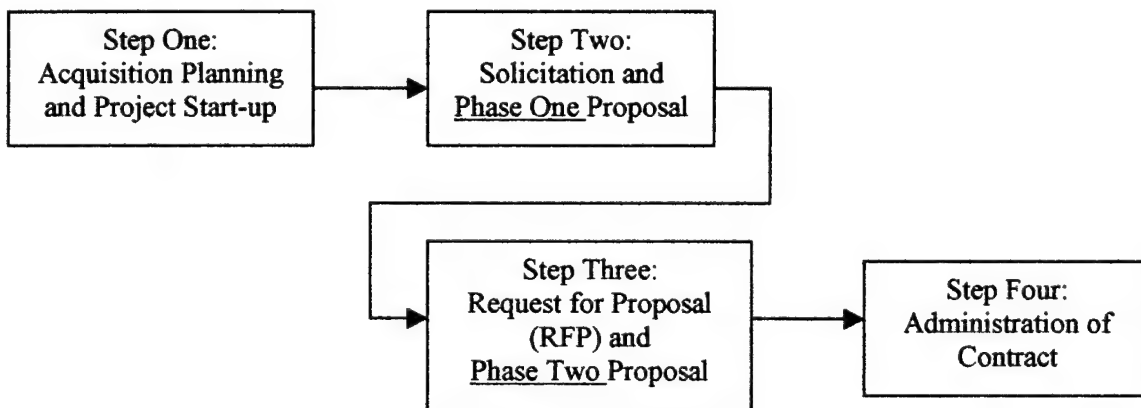 Step One:
Acquisition Planning
and Project Start-up
Step Two:
Solicitation and
Phase One Proposal
Step Three:
Request for Proposal
(RFP) and
Phase Two Proposal
Step Four:
Administration of
Contract